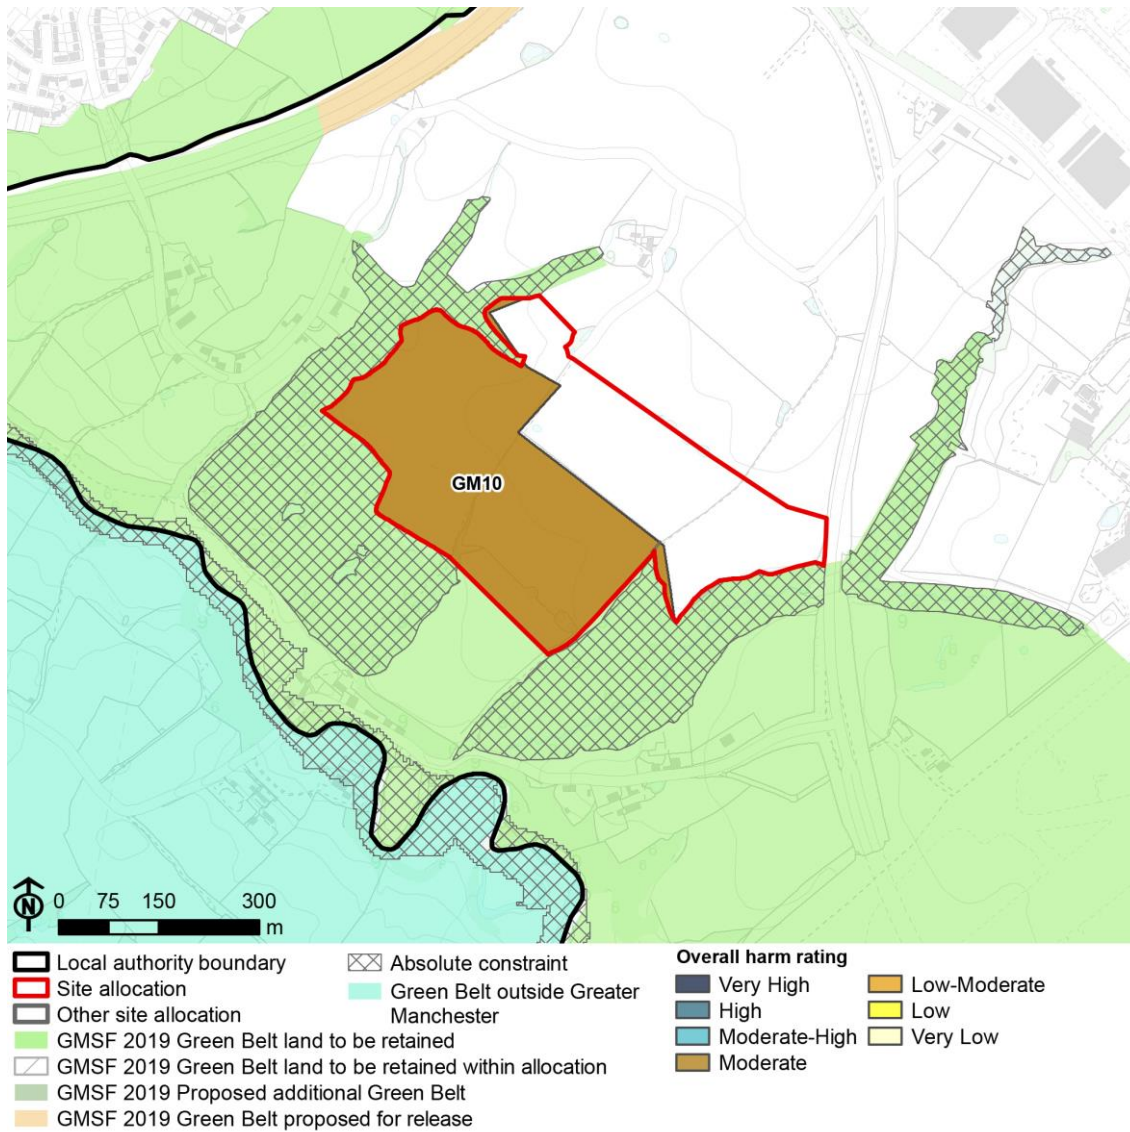 GM10
N
0 75 150 300
m
Local authority boundary
Site allocation
Other site allocation
GMSF 2019 Green Belt land to be retained
GMSF 2019 Green Belt land to be retained within allocation
GMSF 2019 Proposed additional Green Belt
GMSF 2019 Green Belt proposed for release
Absolute constraint
Green Belt outside Greater
Manchester
Overall harm rating
Very High
High
Moderate-High
Moderate
Low-Moderate
Low
Very Low